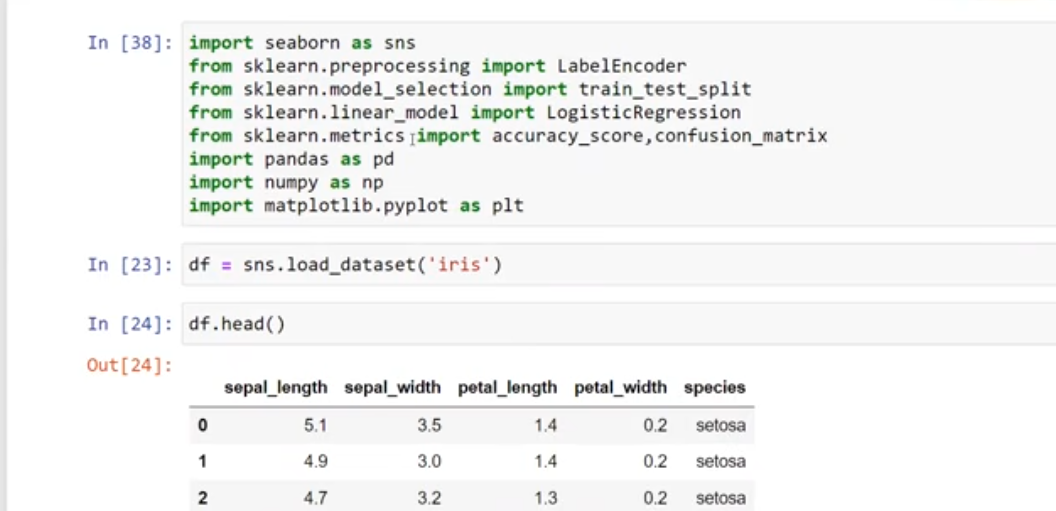 In [38]: import seaborn as sns
from sklearn.preprocessing import LabelEncoder
from sklearn.model_selection import train_test_split
from sklearn.linear_model import LogisticRegression
from sklearn.metrics import accuracy_score,confusion_matrix
import pandas as pd
import numpy as np
import matplotlib.pyplot as plt
In [23]: df = sns.load_dataset('iris')
In [24]: df.head()
Out[24]:
sepal_length sepal_width petal_length petal_width species
0 5.1 3.5 1.4 0.2 setosa
1 4.9 3.0 1.4 0.2 setosa
2 4.7 3.2 1.3 0.2 setosa